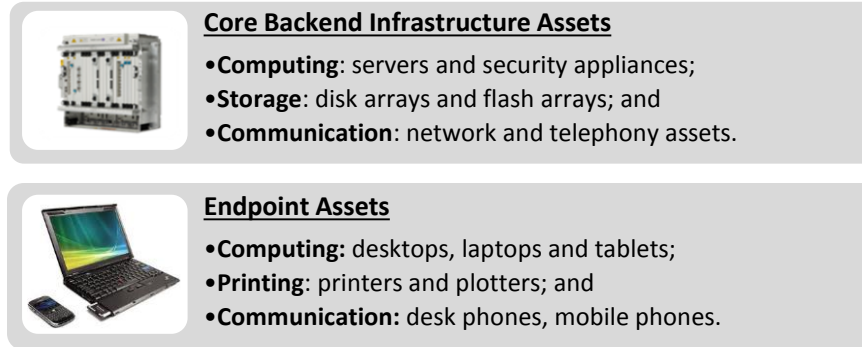 Core Backend Infrastructure Assets
•Computing: servers and security appliances;
•Storage: disk arrays and flash arrays; and
•Communication: network and telephony assets.
Endpoint Assets
•Computing: desktops, laptops and tablets;
•Printing: printers and plotters; and
•Communication: desk phones, mobile phones.